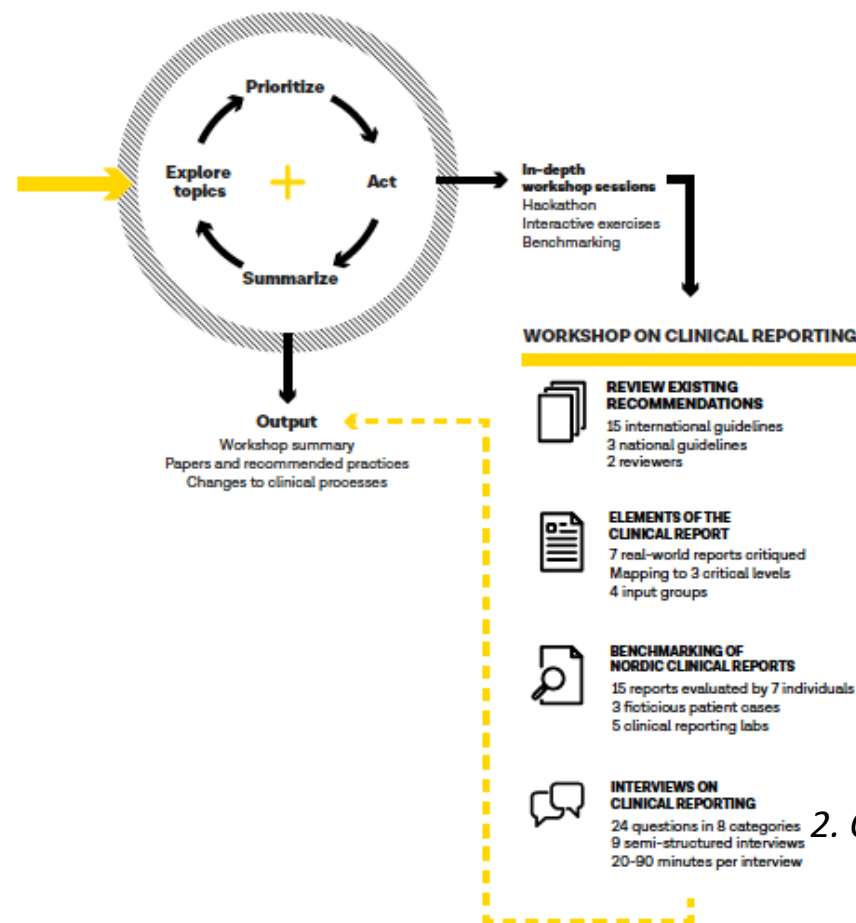 Prioritize
Explore
topics
Act
Summarize
In-depth
workshop sessions
Hackathon
Interactive exercises
Benchmarking
Output
Workshop summary
Papers and recommended practices
Changes to clinical processes
WORKSHOP ON CLINICAL REPORTING
REVIEW EXISTING
RECOMMENDATIONS
15 international guidelines
3 national guidelines
2 reviewers
ELEMENTS OF THE
CLINICAL REPORT
7 real-world reports critiqued
Mapping to 3 critical levels
4 input groups
BENCHMARKING OF
NORDIC CLINICAL REPORTS
15 reports evaluated by 7 individuals
3 ficticious patient cases
5 clinical reporting labs
INTERVIEWS ON
CLINICAL REPORTING
24 questions in 8 categories
9 semi-structured interviews
20-90 minutes per interview
2.